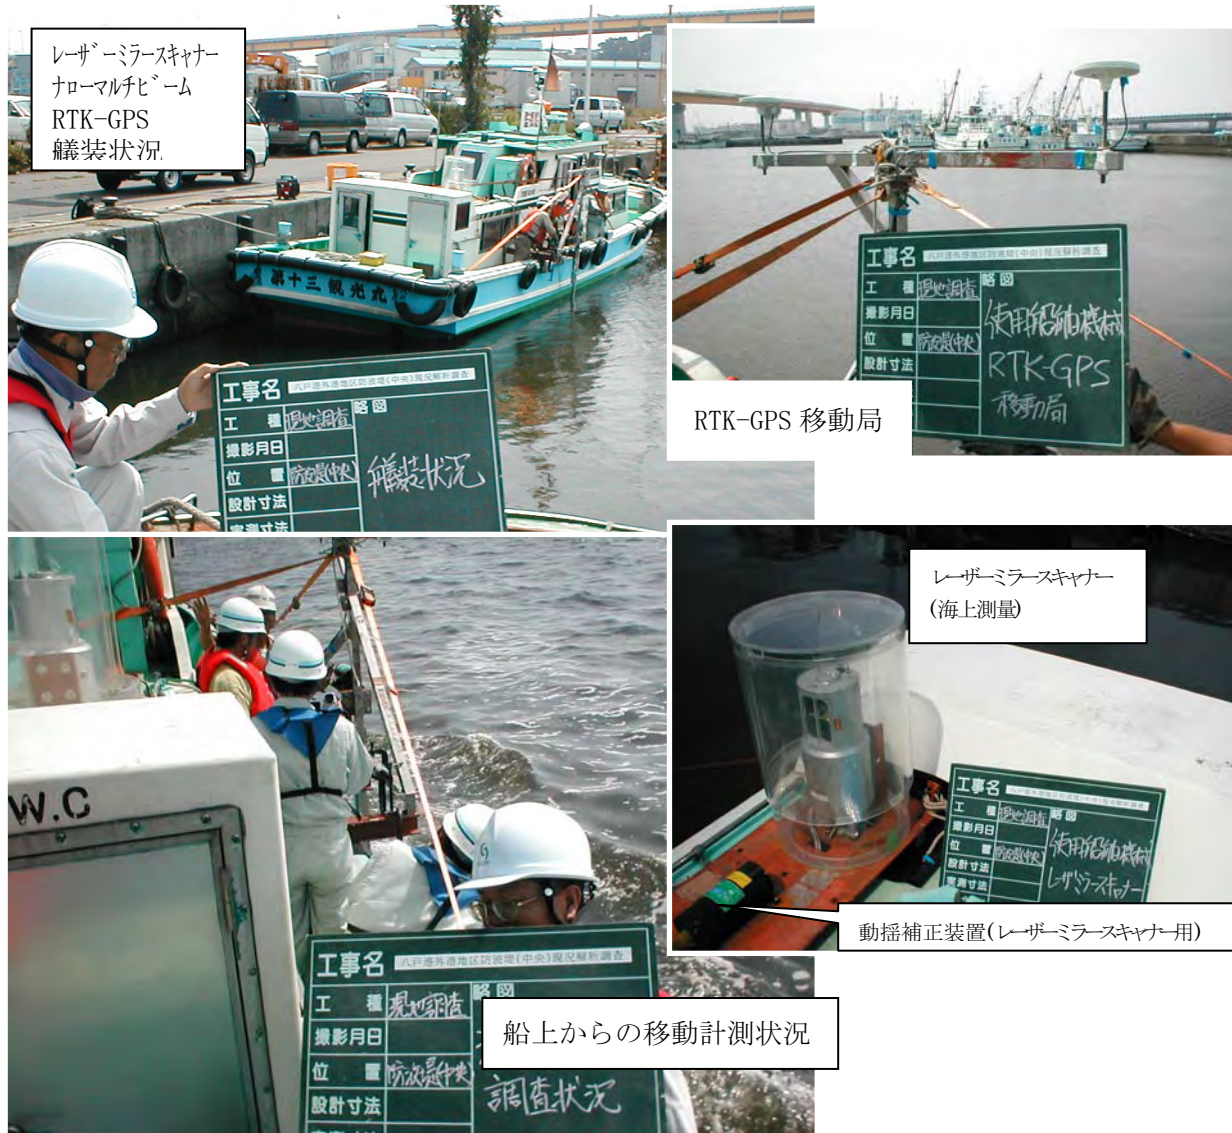 レーザーミラースキャナー
ナローマルチビーム
RTK-GPS
艤装状況
第十三観光丸
工事名 八戸港外港地区防波堤(中央)現況解析調査
工種 現地調査 略図
撮影月日
位置 防波堤(中央)
艤装状況
設計寸法
実測寸法
工事名 八戸港外港地区防波堤(中央)現況解析調査
工種 現地調査 略図
撮影月日
使用船舶機械
位置 防波堤(中央)
RTK-GPS
設計寸法
移動局
RTK-GPS 移動局
W.C
工事名 八戸港外港地区防波堤(中央)現況解析調査
工種 現地調査 略図
撮影月日
位置 防波堤(中央)
調査状況
設計寸法
船上からの移動計測状況
レーザーミラースキャナー
(海上測量)
工事名 八戸港外港地区防波堤(中央)現況解析調査
工種 現地調査 略図
撮影月日
使用船舶機械
位置 防波堤(中央)
レーザミラースキャナー
設計寸法
実測寸法
動揺補正装置(レーザーミラースキャナー用)